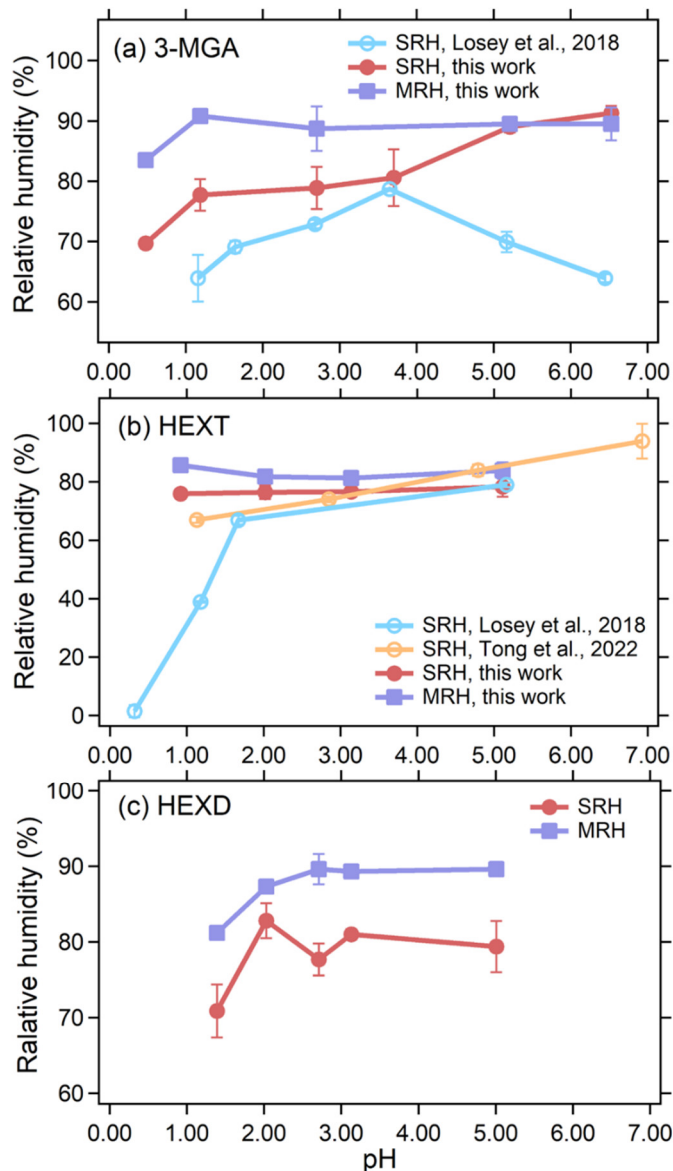 (a) 3-MGA
SRH, Losey et al., 2018
SRH, this work
MRH, this work
Relative humidity (%)
100
90
80
70
60
0.00 1.00 2.00 3.00 4.00 5.00 6.00 7.00
(b) HEXT
Relative humidity (%)
100
80
60
40
20
0
SRH, Losey et al., 2018
SRH, Tong et al., 2022
SRH, this work
MRH, this work
0.00 1.00 2.00 3.00 4.00 5.00 6.00 7.00
(c) HEXD
SRH
MRH
Ralative humidity (%)
100
90
80
70
60
0.00 1.00 2.00 3.00 4.00 5.00 6.00 7.00
pH